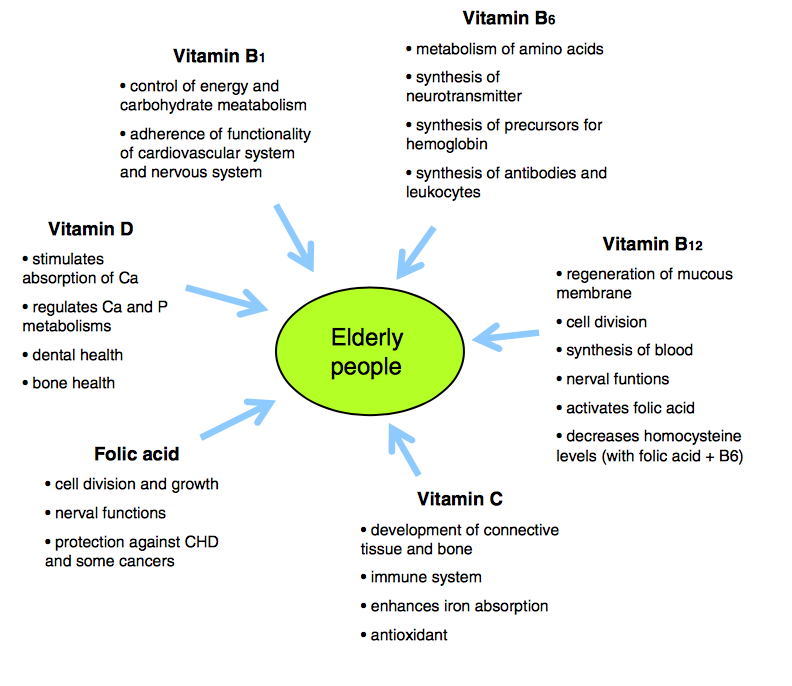 Vitamin B6
• metabolism of amino acids
• synthesis of
neurotransmitter
• synthesis of precursors for
hemoglobin
• synthesis of antibodies and
leukocytes
Vitamin B1
• control of energy and
carbohydrate meatabolism
• adherence of functionality
of cardiovascular system
and nervous system
Vitamin D
• stimulates
absorption of Ca
• regulates Ca and P
metabolisms
• dental health
• bone health
Vitamin B12
• regeneration of mucous
membrane
• cell division
• synthesis of blood
• nerval funtions
• activates folic acid
• decreases homocysteine
levels (with folic acid + B6)
Elderly
people
Folic acid
• cell division and growth
• nerval functions
• protection against CHD
and some cancers
Vitamin C
• development of connective
tissue and bone
• immune system
• enhances iron absorption
• antioxidant